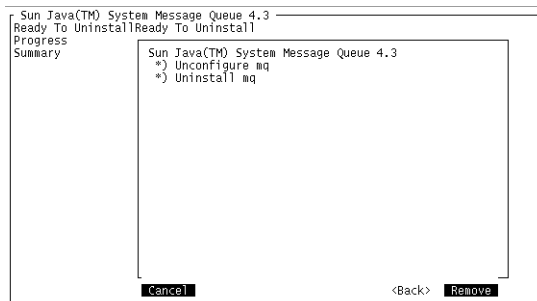 Sun Java(TM) System Message Queue 4.3
Ready To UninstallReady To Uninstall
Progress
Summary
Sun Java(TM) System Message Queue 4.3
*) Unconfigure mq
*) Uninstall mq
Cancel <Back> Remove